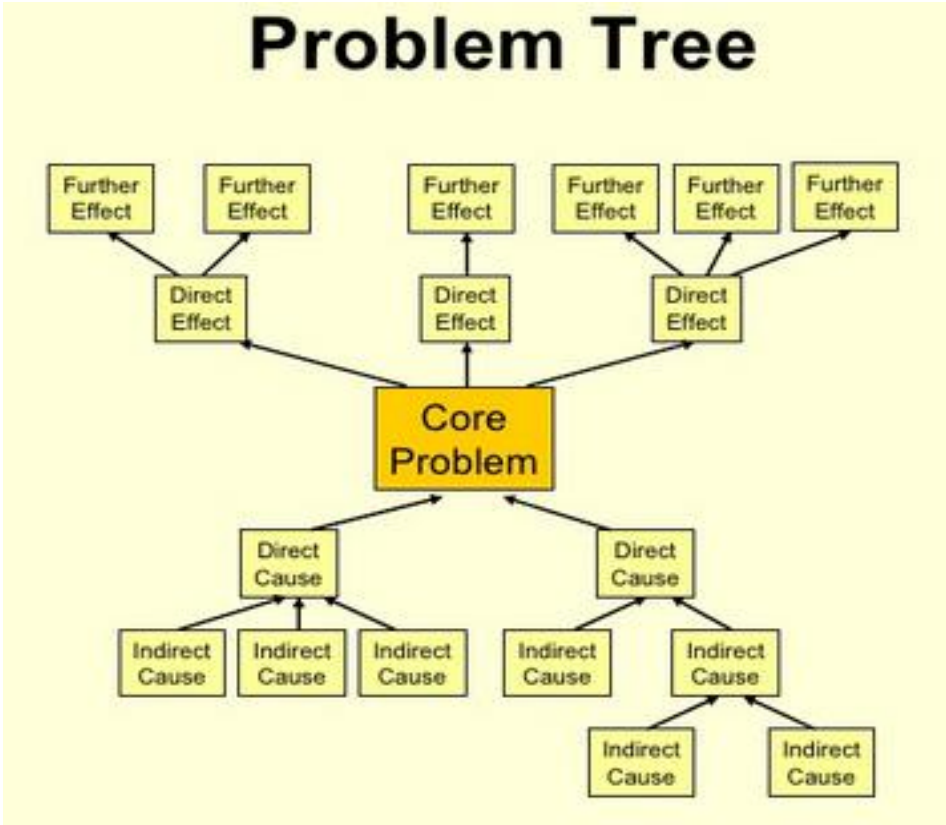 Problem Tree
Further
Effect
Further
Effect
Further
Effect
Further
Effect
Further
Effect
Further
Effect
Direct
Effect
Direct
Effect
Direct
Effect
Core
Problem
Direct
Cause
Direct
Cause
Indirect
Cause
Indirect
Cause
Indirect
Cause
Indirect
Cause
Indirect
Cause
Indirect
Cause
Indirect
Cause